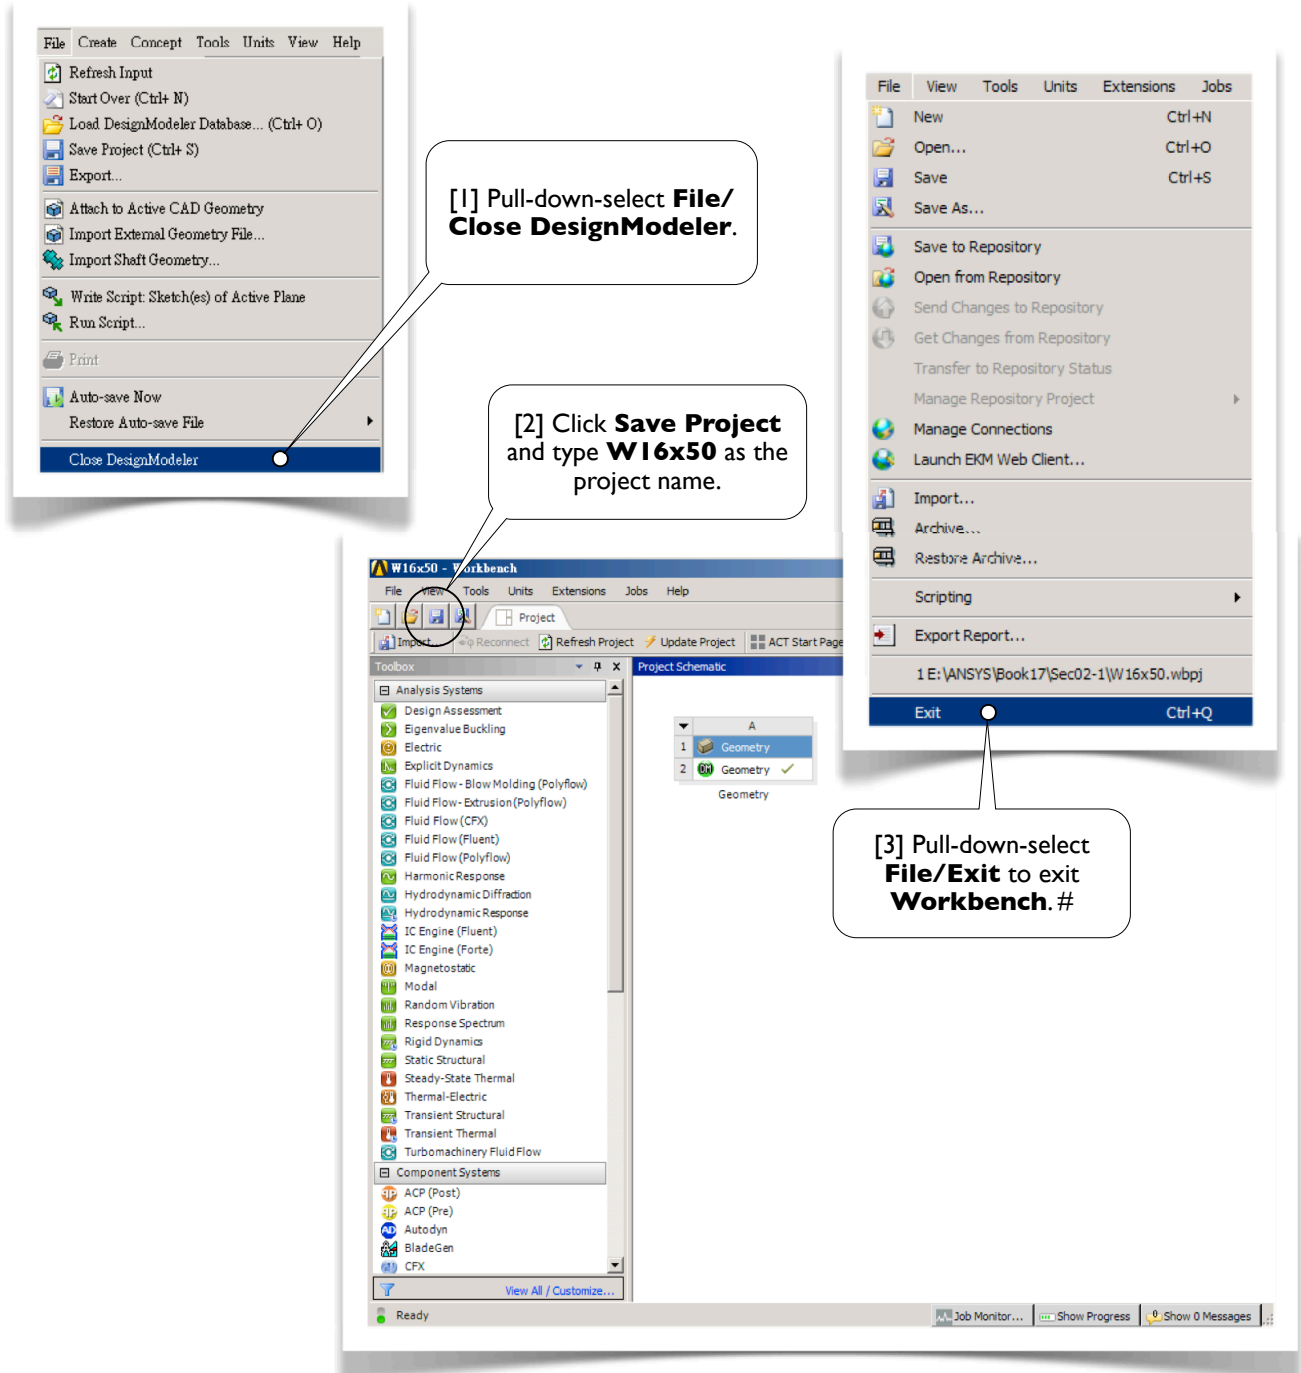 File Create Concept Tools Units View Help
Refresh Input
Start Over (Ctrl+ N)
Load DesignModeler Database... (Ctrl+ O)
Save Project (Ctrl+ S)
Export...
Attach to Active CAD Geometry
Import External Geometry File...
Import Shaft Geometry...
Write Script: Sketch(es) of Active Plane
Run Script...
Print
Auto-save Now
Restore Auto-save File
Close DesignModeler
[1] Pull-down-select File/
Close DesignModeler.
[2] Click Save Project
and type W16x50 as the
project name.
File View Tools Units Extensions Jobs
New Ctrl+N
Open... Ctrl+O
Save Ctrl+S
Save As...
Save to Repository
Open from Repository
Send Changes to Repository
Get Changes from Repository
Transfer to Repository Status
Manage Repository Project
Manage Connections
Launch EKM Web Client...
Import...
Archive...
Restore Archive...
Scripting
Export Report...
1 E:\ANSYS\Book17\Sec02-1\W16x50.wbpj
Exit Ctrl+Q
[3] Pull-down-select
File/Exit to exit
Workbench. #
W16x50 - Workbench
File View Tools Units Extensions Jobs Help
Project
Import... Reconnect Refresh Project Update Project ACT Start Page
Toolbox
Project Schematic
Analysis Systems
Design Assessment
Eigenvalue Buckling
Electric
Explicit Dynamics
Fluid Flow - Blow Molding (Polyflow)
Fluid Flow - Extrusion (Polyflow)
Fluid Flow (CFX)
Fluid Flow (Fluent)
Fluid Flow (Polyflow)
Harmonic Response
Hydrodynamic Diffraction
Hydrodynamic Response
IC Engine (Fluent)
IC Engine (Forte)
Magnetostatic
Modal
Random Vibration
Response Spectrum
Rigid Dynamics
Static Structural
Steady-State Thermal
Thermal-Electric
Transient Structural
Transient Thermal
Turbomachinery Fluid Flow
Component Systems
ACP (Post)
ACP (Pre)
Autodyn
BladeGen
CFX
View All / Customize...
A
1 Geometry
2 Geometry
Geometry
Ready
Job Monitor... Show Progress Show 0 Messages